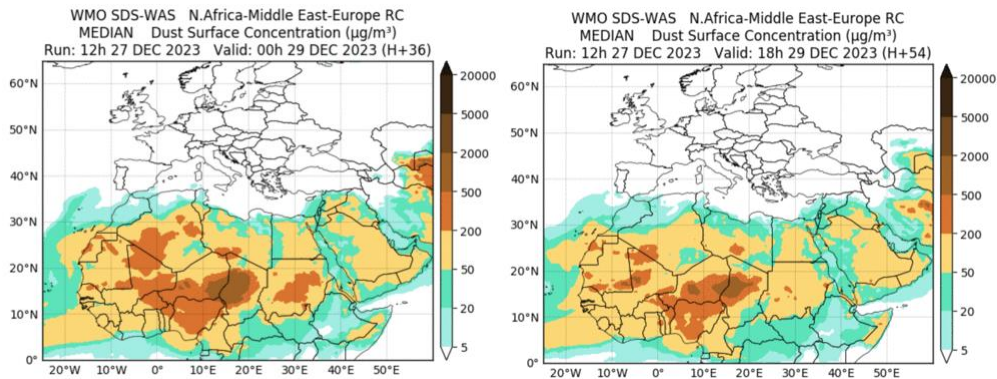 WMO SDS-WAS N.Africa-Middle East-Europe RC
MEDIAN Dust Surface Concentration (µg/m³)
Run: 12h 27 DEC 2023 Valid: 00h 29 DEC 2023 (H+36)
60°N
50°N
40°N
30°N
20°N
10°N
0°
20°W
10°W
0°
10°E
20°E
30°E
40°E
50°E
20000
5000
2000
500
200
50
20
5
WMO SDS-WAS N.Africa-Middle East-Europe RC
MEDIAN Dust Surface Concentration (µg/m³)
Run: 12h 27 DEC 2023 Valid: 18h 29 DEC 2023 (H+54)
60°N
50°N
40°N
30°N
20°N
10°N
0°
20°W
10°W
0°
10°E
20°E
30°E
40°E
50°E
20000
5000
2000
500
200
50
20
5